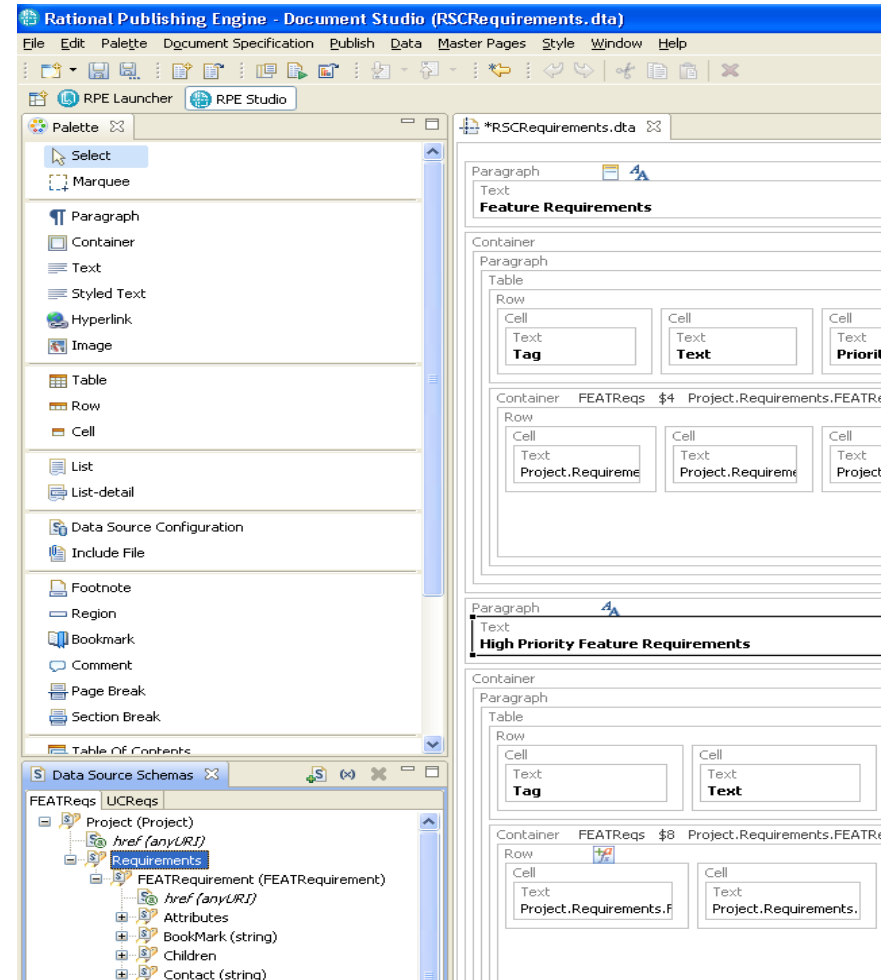 Rational Publishing Engine - Document Studio (RSCRequirements.dta)
File Edit Palette Document Specification Publish Data Master Pages Style Window Help
RPE Launcher RPE Studio
Palette
Select
Marquee
Paragraph
Container
Text
Styled Text
Hyperlink
Image
Table
Row
Cell
List
List-detail
Data Source Configuration
Include File
Footnote
Region
Bookmark
Comment
Page Break
Section Break
Table Of Contents
Data Source Schemas
FEATReqs UCReqs
Project (Project)
href (anyURI)
Requirements
FEATRequirement (FEATRequirement)
href (anyURI)
Attributes
BookMark (string)
Children
Contact (string)
*RSCRequirements.dta
Paragraph
Text
Feature Requirements
Container
Paragraph
Table
Row
Cell Cell Cell
Text Text Text
Tag Text Priorit
Container FEATReqs $4 Project.Requirements.FEATRe
Row
Cell Cell Cell
Text Text Text
Project.Requireme Project.Requireme Project
Paragraph
Text
High Priority Feature Requirements
Container
Paragraph
Table
Row
Cell Cell
Text Text
Tag Text
Container FEATReqs $8 Project.Requirements.FEATRe
Row
Cell Cell
Text Text
Project.Requirements.F Project.Requirements.